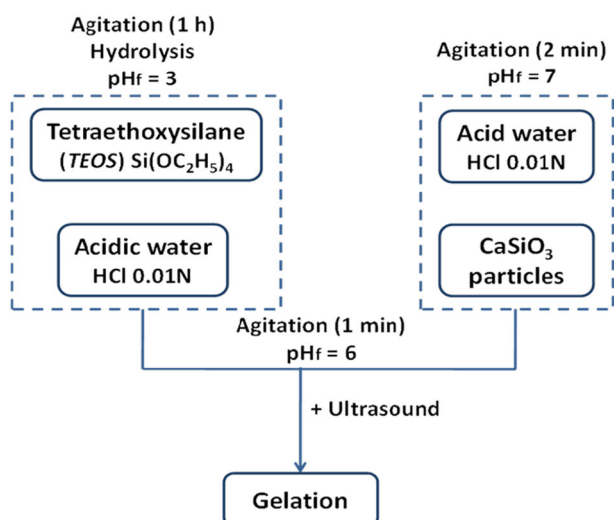 Agitation (1 h)
Hydrolysis
pHf = 3
Tetraethoxysilane
(TEOS) Si(OC₂H₅)₄
Acidic water
HCl 0.01N
Agitation (2 min)
pHf = 7
Acid water
HCl 0.01N
CaSiO₃
particles
Agitation (1 min)
pHf = 6
+ Ultrasound
Gelation